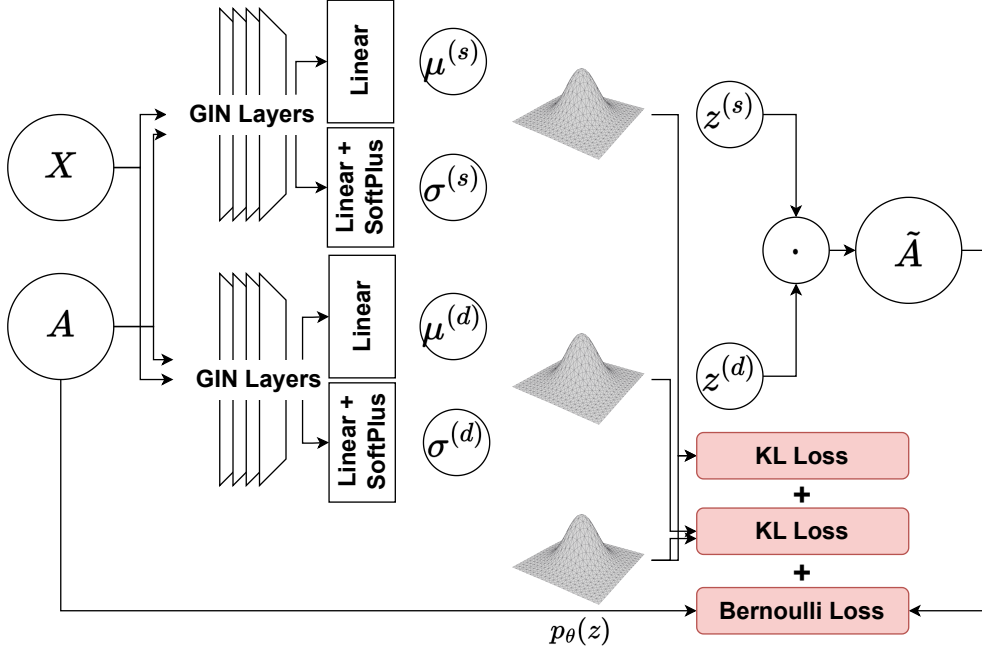 X
A
GIN Layers
Linear
Linear +
SoftPlus
μ^{(s)}
σ^{(s)}
GIN Layers
Linear
Linear +
SoftPlus
μ^{(d)}
σ^{(d)}
z^{(s)}
·
Ã
z^{(d)}
KL Loss
+
KL Loss
+
Bernoulli Loss
p_θ(z)